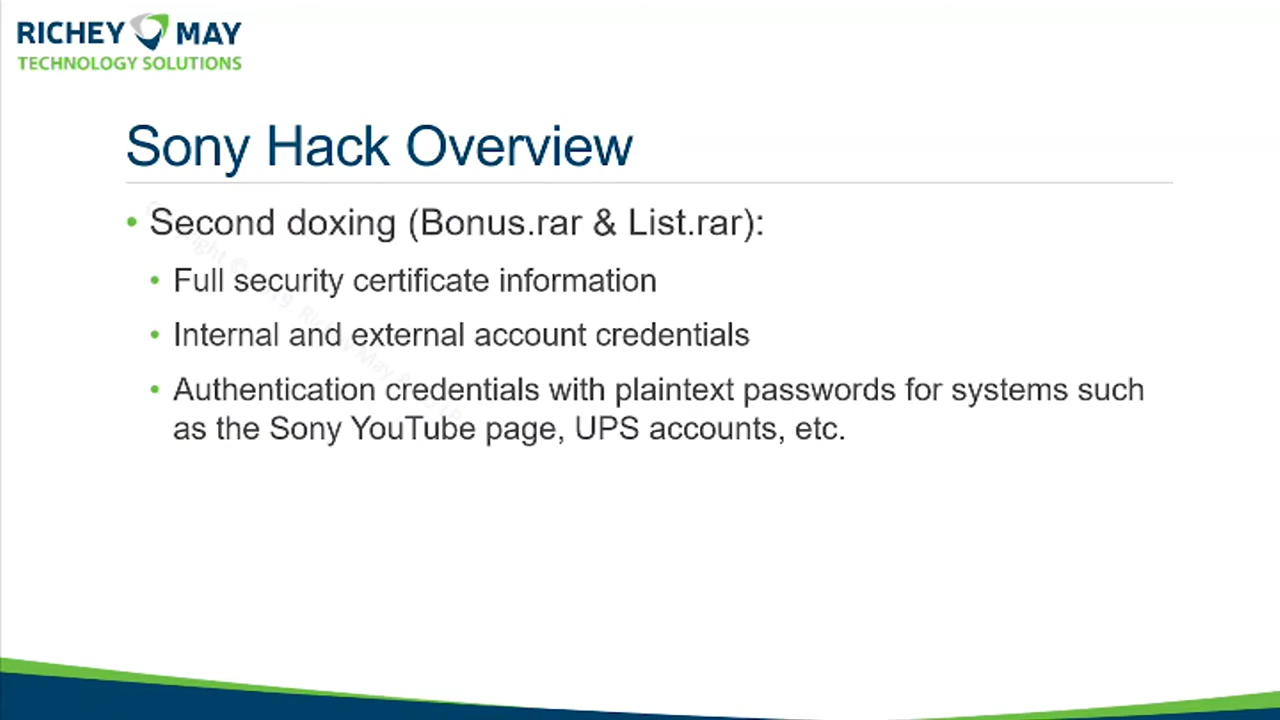 RICHEY MAY
TECHNOLOGY SOLUTIONS
Sony Hack Overview
• Second doxing (Bonus.rar & List.rar):
• Full security certificate information
• Internal and external account credentials
• Authentication credentials with plaintext passwords for systems such
as the Sony YouTube page, UPS accounts, etc.